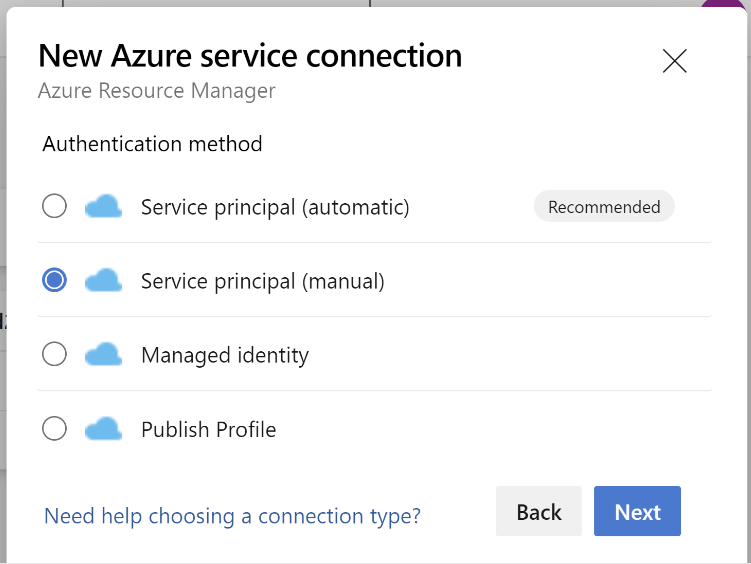 New Azure service connection
Azure Resource Manager
Authentication method
Service principal (automatic)
Recommended
Service principal (manual)
Managed identity
Publish Profile
Need help choosing a connection type?
Back
Next